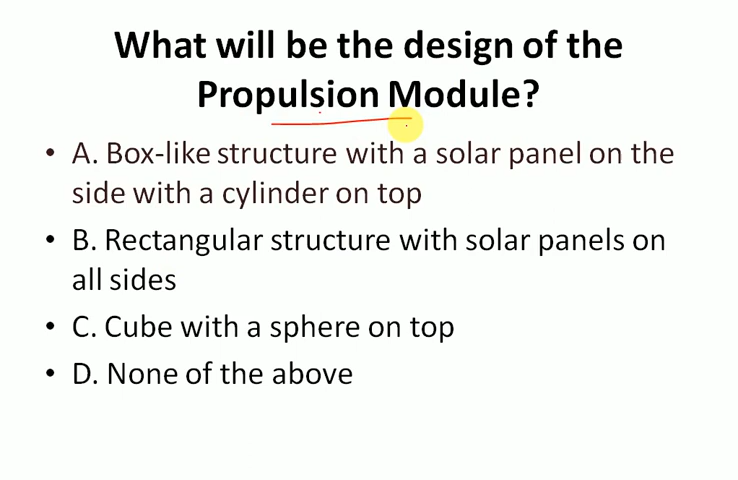 What will be the design of the
Propulsion Module?
• A. Box-like structure with a solar panel on the
side with a cylinder on top
• B. Rectangular structure with solar panels on
all sides
• C. Cube with a sphere on top
• D. None of the above